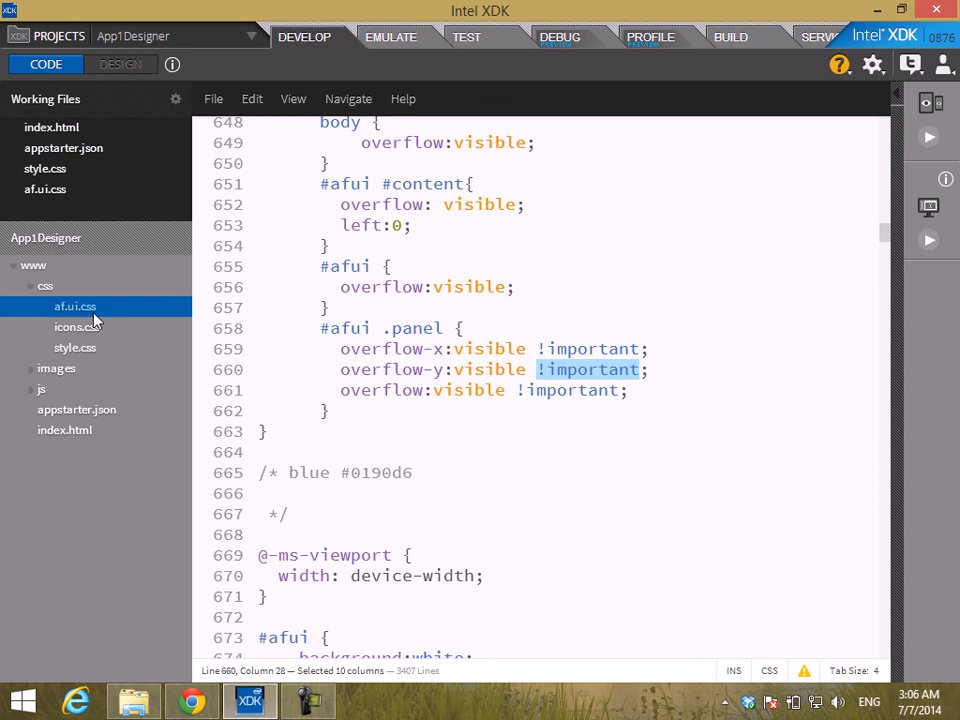 Intel XDK
PROJECTS App1Designer
DEVELOP EMULATE TEST DEBUG PREVIEW PROFILE PREVIEW BUILD SERVI Intel® XDK 0876
CODE DESIGN
Working Files
index.html
appstarter.json
style.css
af.ui.css
App1Designer
www
css
af.ui.css
icons.css
style.css
images
js
appstarter.json
index.html
File Edit View Navigate Help
648 body {
649 overflow:visible;
650 }
651 #afui #content{
652 overflow: visible;
653 left:0;
654 }
655 #afui {
656 overflow:visible;
657 }
658 #afui .panel {
659 overflow-x:visible !important;
660 overflow-y:visible !important;
661 overflow:visible !important;
662 }
663 }
664
665 /* blue #0190d6
666
667 */
668
669 @-ms-viewport {
670 width: device-width;
671 }
672
673 #afui {
674 background:white;
Line 660, Column 28 — Selected 10 columns — 3407 Lines
INS CSS Tab Size: 4
XDK
ENG
3:06 AM
7/7/2014